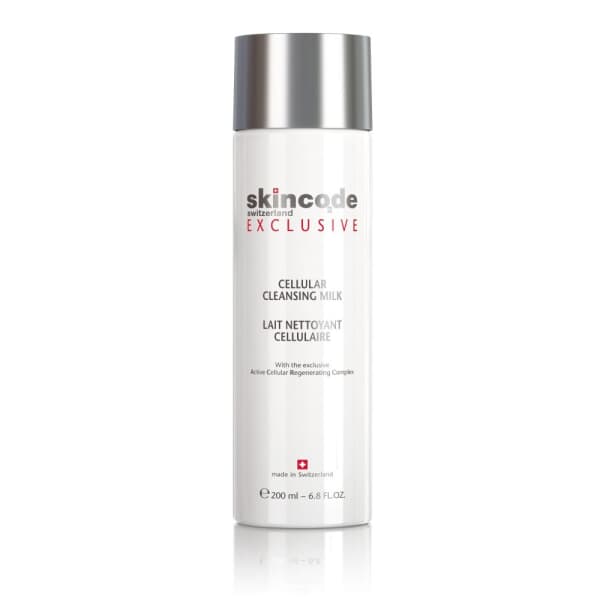 skincode
switzerland
EXCLUSIVE
CELLULAR
CLEANSING MILK
LAIT NETTOYANT
CELLULAIRE
With the exclusive
Active Cellular Regenerating Complex
made in Switzerland
℮ 200 ml – 6.8 FL.OZ.